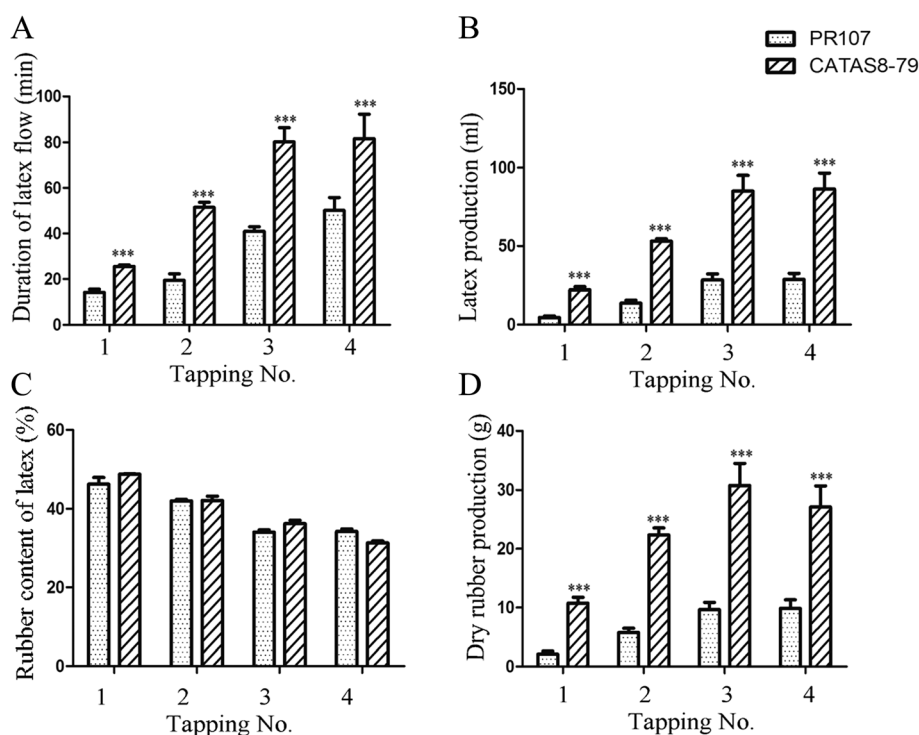 A
Duration of latex flow (min)
100
80
60
40
20
0
***
***
***
***
1 2 3 4
Tapping No.
B
PR107
CATAS8-79
Latex production (ml)
150
100
50
0
***
***
***
***
1 2 3 4
Tapping No.
C
Rubber content of latex (%)
60
40
20
0
1 2 3 4
Tapping No.
D
Dry rubber production (g)
40
30
20
10
0
***
***
***
***
1 2 3 4
Tapping No.